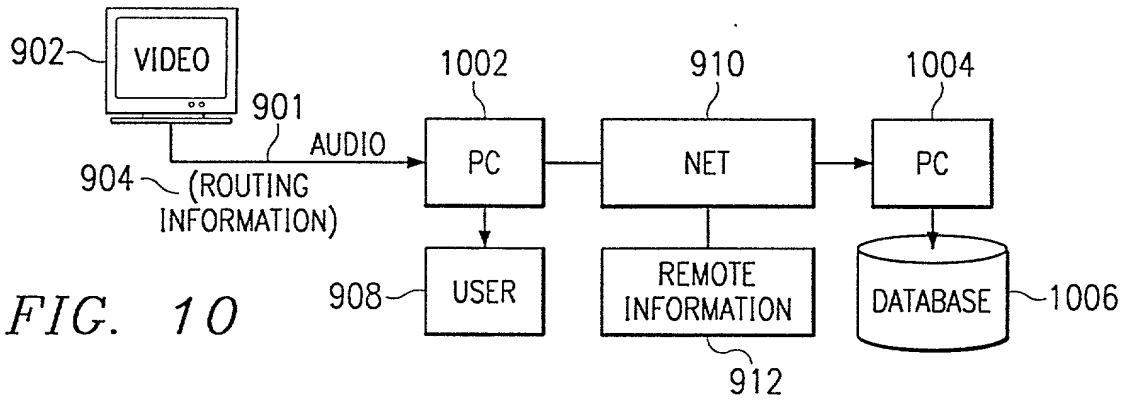 902
VIDEO
901
AUDIO
904
(ROUTING
INFORMATION)
1002
PC
910
NET
1004
PC
908
USER
REMOTE
INFORMATION
912
DATABASE
1006
FIG. 10